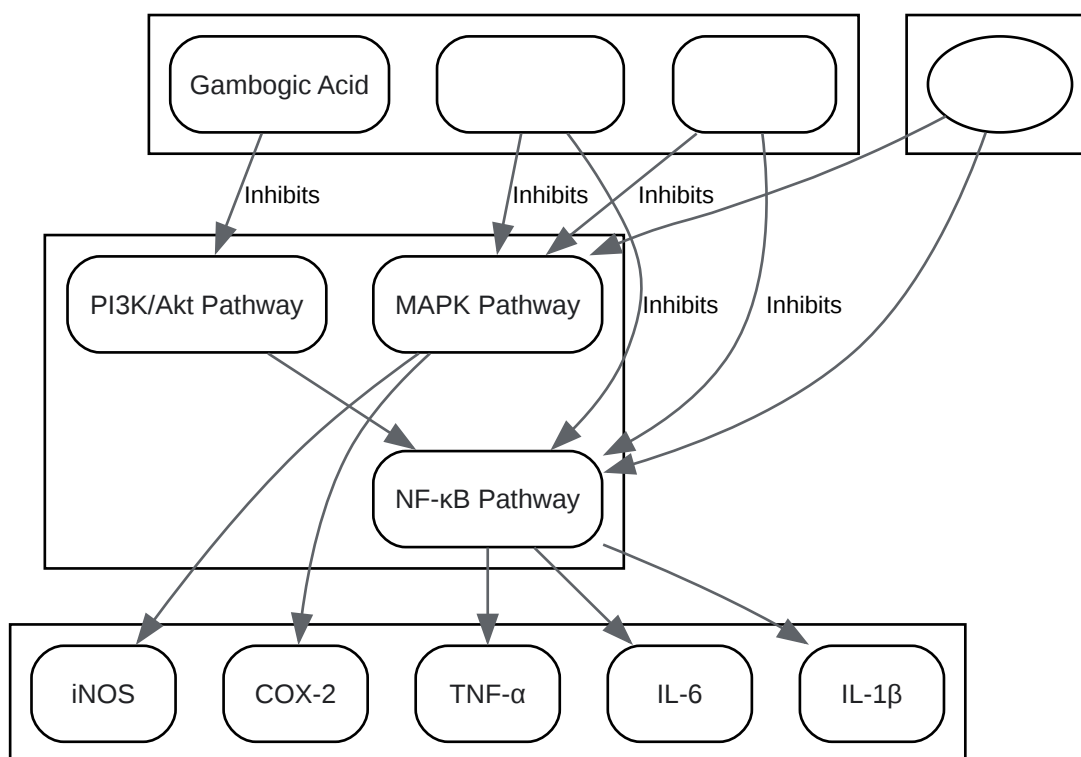 Gambogic Acid
Inhibits
Inhibits
Inhibits
PI3K/Akt Pathway
MAPK Pathway
Inhibits
Inhibits
NF-κB Pathway
iNOS
COX-2
TNF-α
IL-6
IL-1β